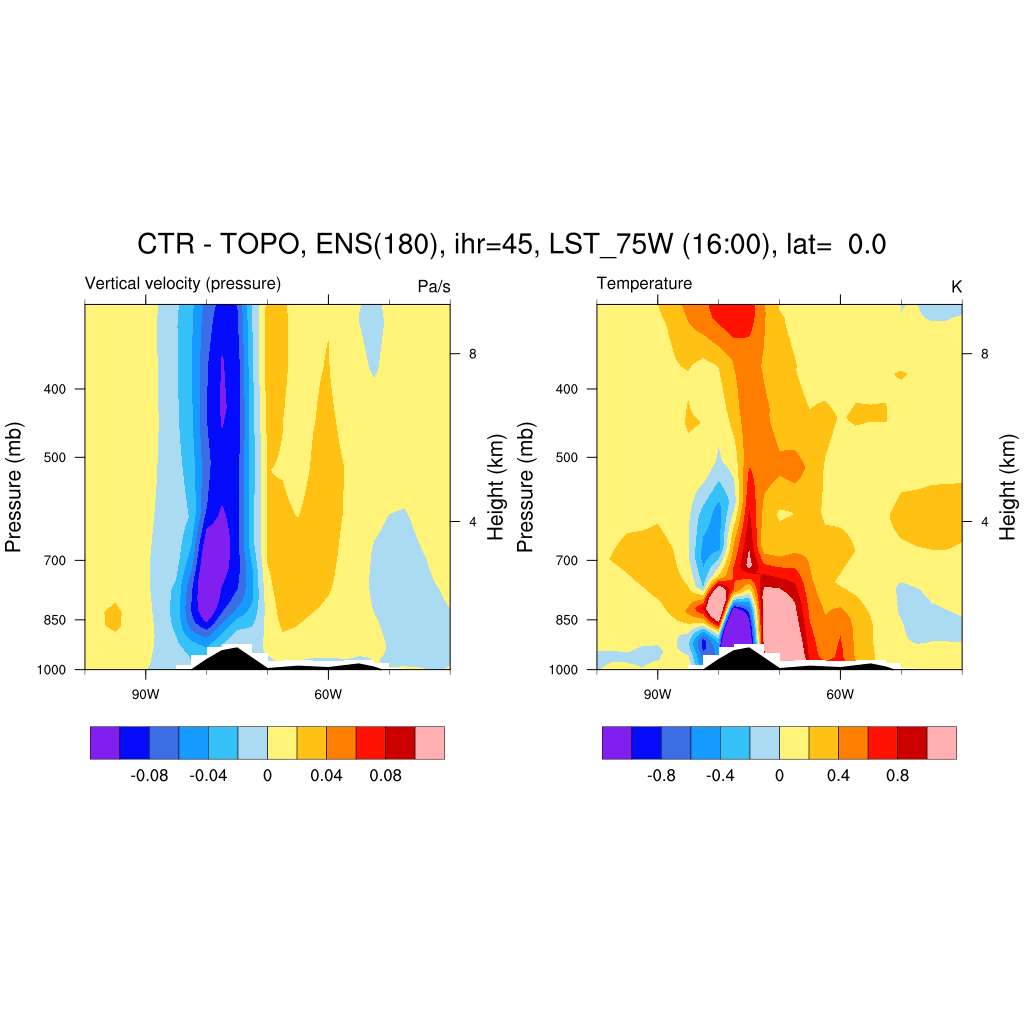 CTR - TOPO, ENS(180), ihr=45, LST_75W (16:00), lat=  0.0
Vertical velocity (pressure)
Pa/s
Pressure (mb)
400
500
700
850
1000
8
4
Height (km)
90W
60W
-0.08
-0.04
0
0.04
0.08
Temperature
K
Pressure (mb)
400
500
700
850
1000
8
4
Height (km)
90W
60W
-0.8
-0.4
0
0.4
0.8